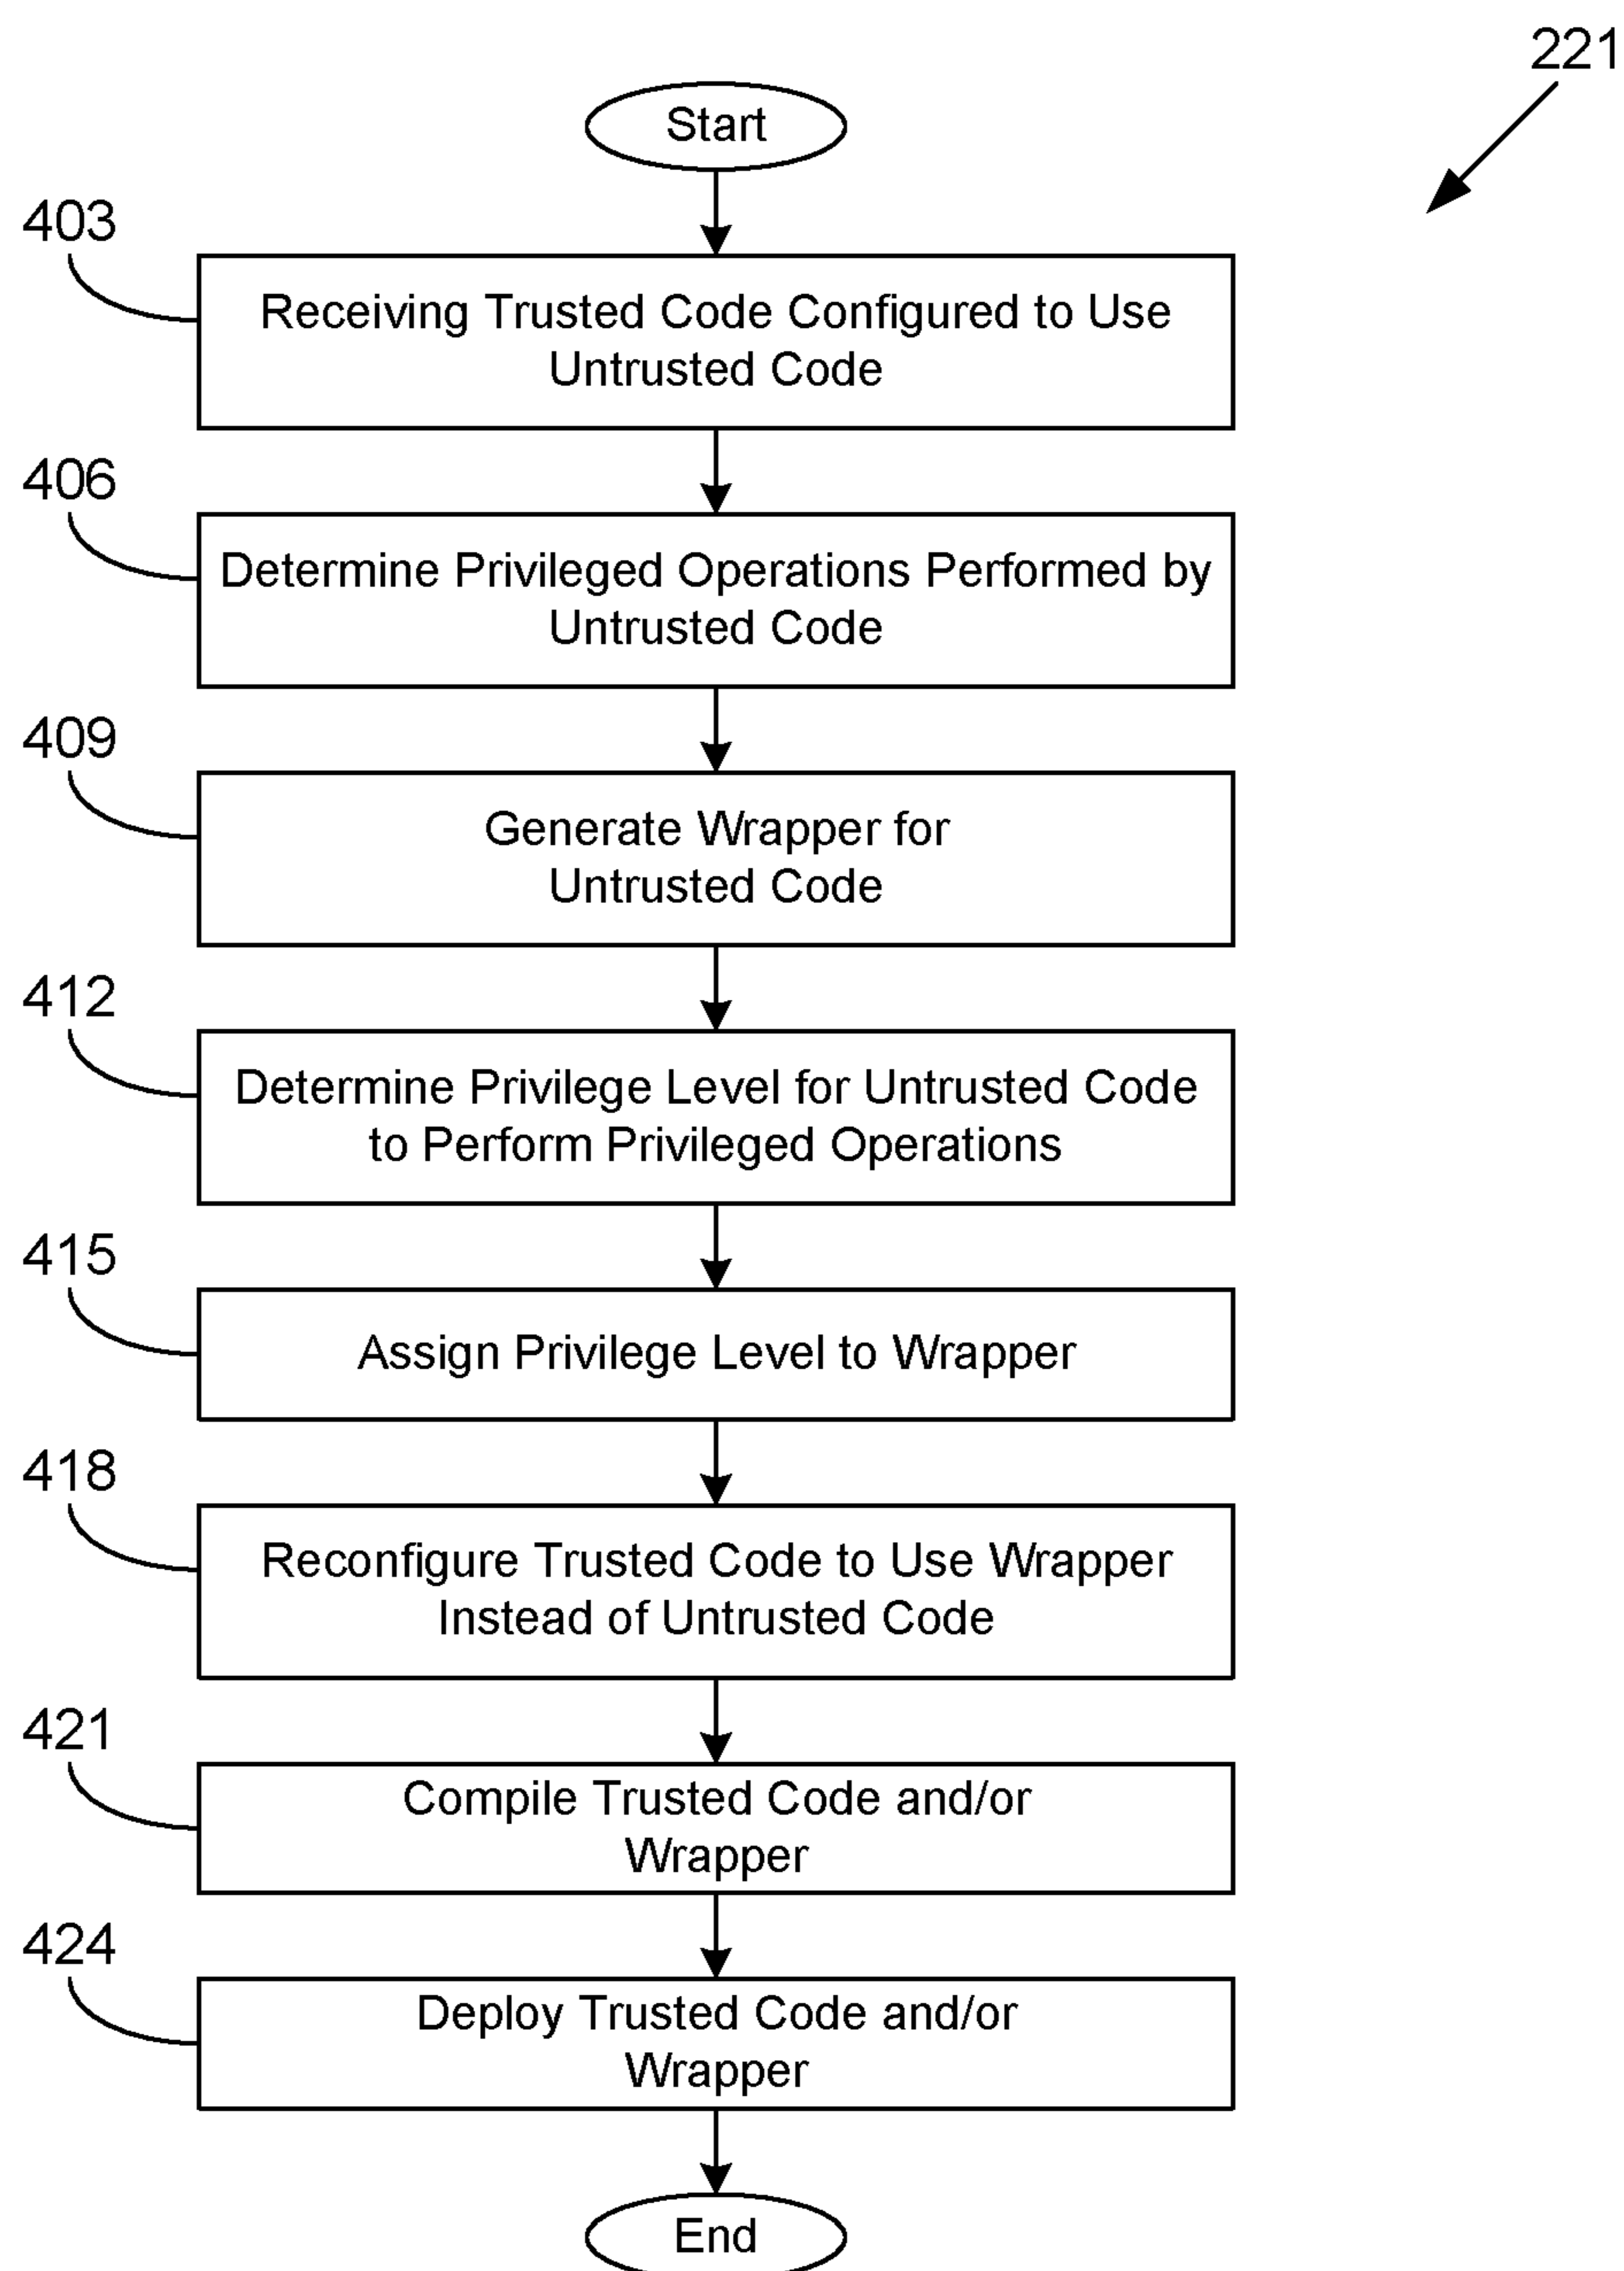 221
Start
403
Receiving Trusted Code Configured to Use
Untrusted Code
406
Determine Privileged Operations Performed by
Untrusted Code
409
Generate Wrapper for
Untrusted Code
412
Determine Privilege Level for Untrusted Code
to Perform Privileged Operations
415
Assign Privilege Level to Wrapper
418
Reconfigure Trusted Code to Use Wrapper
Instead of Untrusted Code
421
Compile Trusted Code and/or
Wrapper
424
Deploy Trusted Code and/or
Wrapper
End